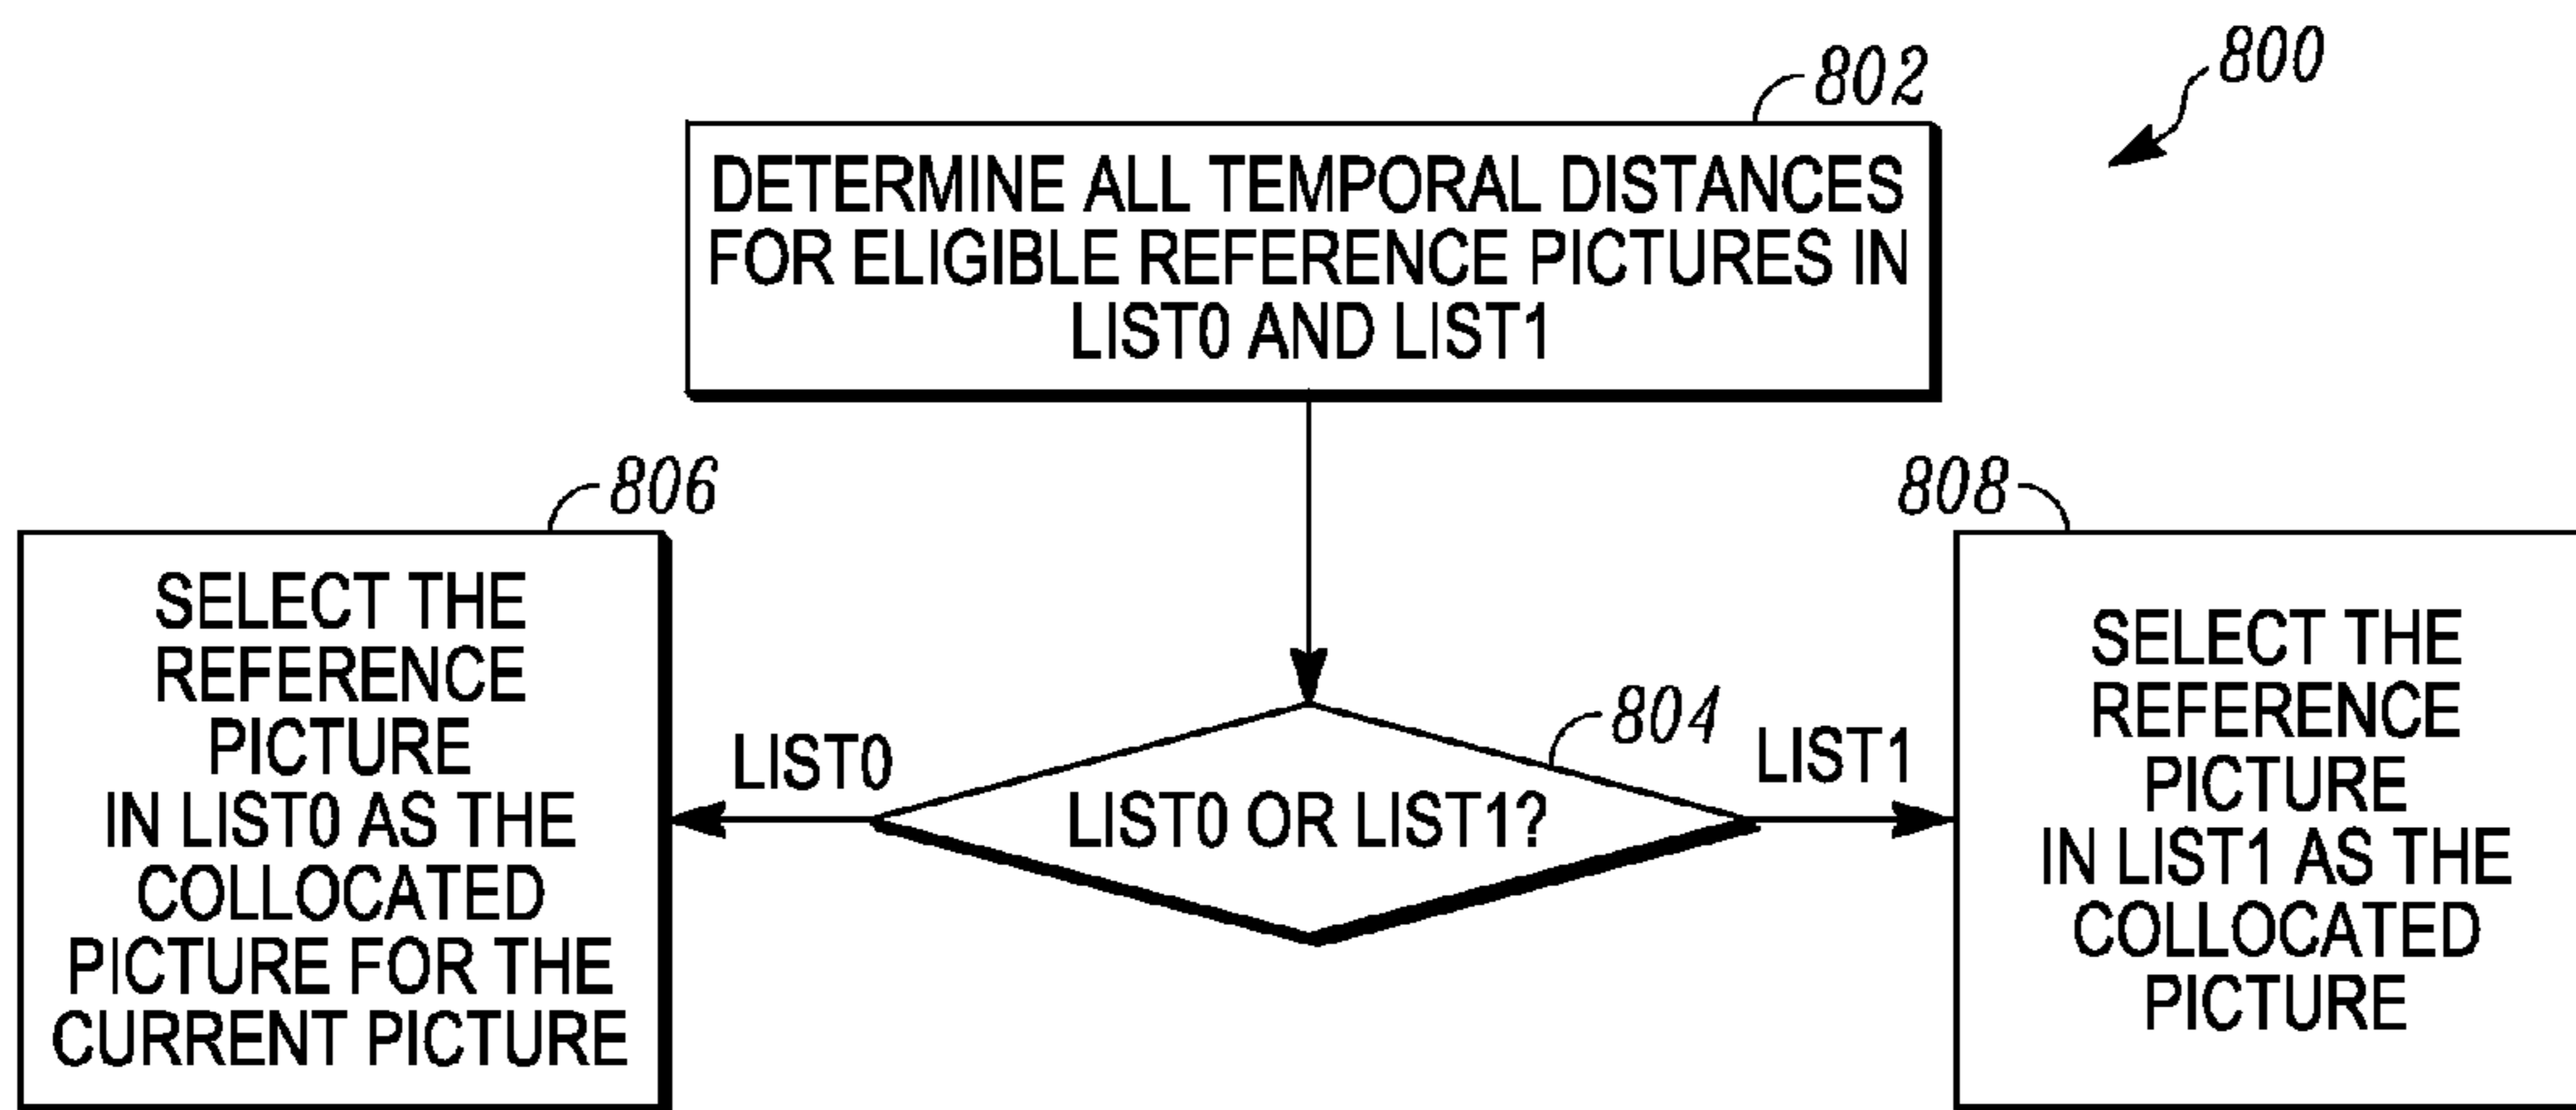 800
802
DETERMINE ALL TEMPORAL DISTANCES
FOR ELIGIBLE REFERENCE PICTURES IN
LIST0 AND LIST1
806
SELECT THE
REFERENCE
PICTURE
IN LIST0 AS THE
COLLOCATED
PICTURE FOR THE
CURRENT PICTURE
LIST0
804
LIST0 OR LIST1?
LIST1
808
SELECT THE
REFERENCE
PICTURE
IN LIST1 AS THE
COLLOCATED
PICTURE